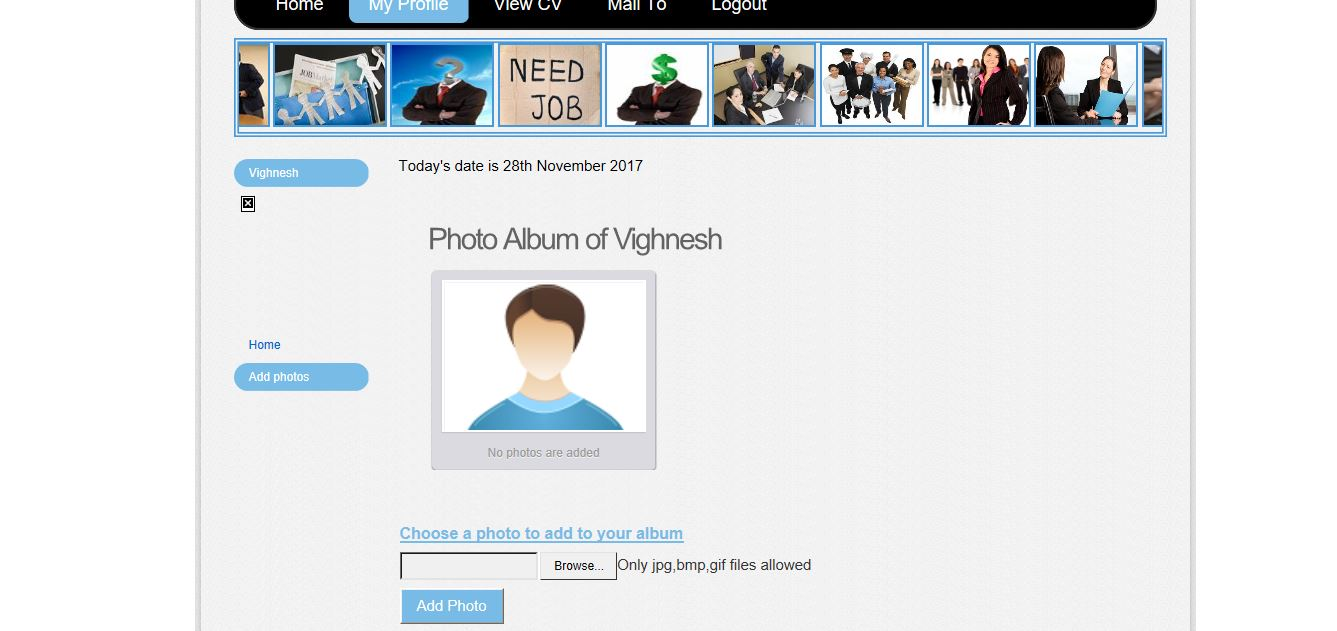 Home My Profile View CV Mail To Logout
JOBMarket
NEED
JOB
Vighnesh
Today's date is 28th November 2017
Photo Album of Vighnesh
No photos are added
Home
Add photos
Choose a photo to add to your album
Browse... Only jpg,bmp,gif files allowed
Add Photo